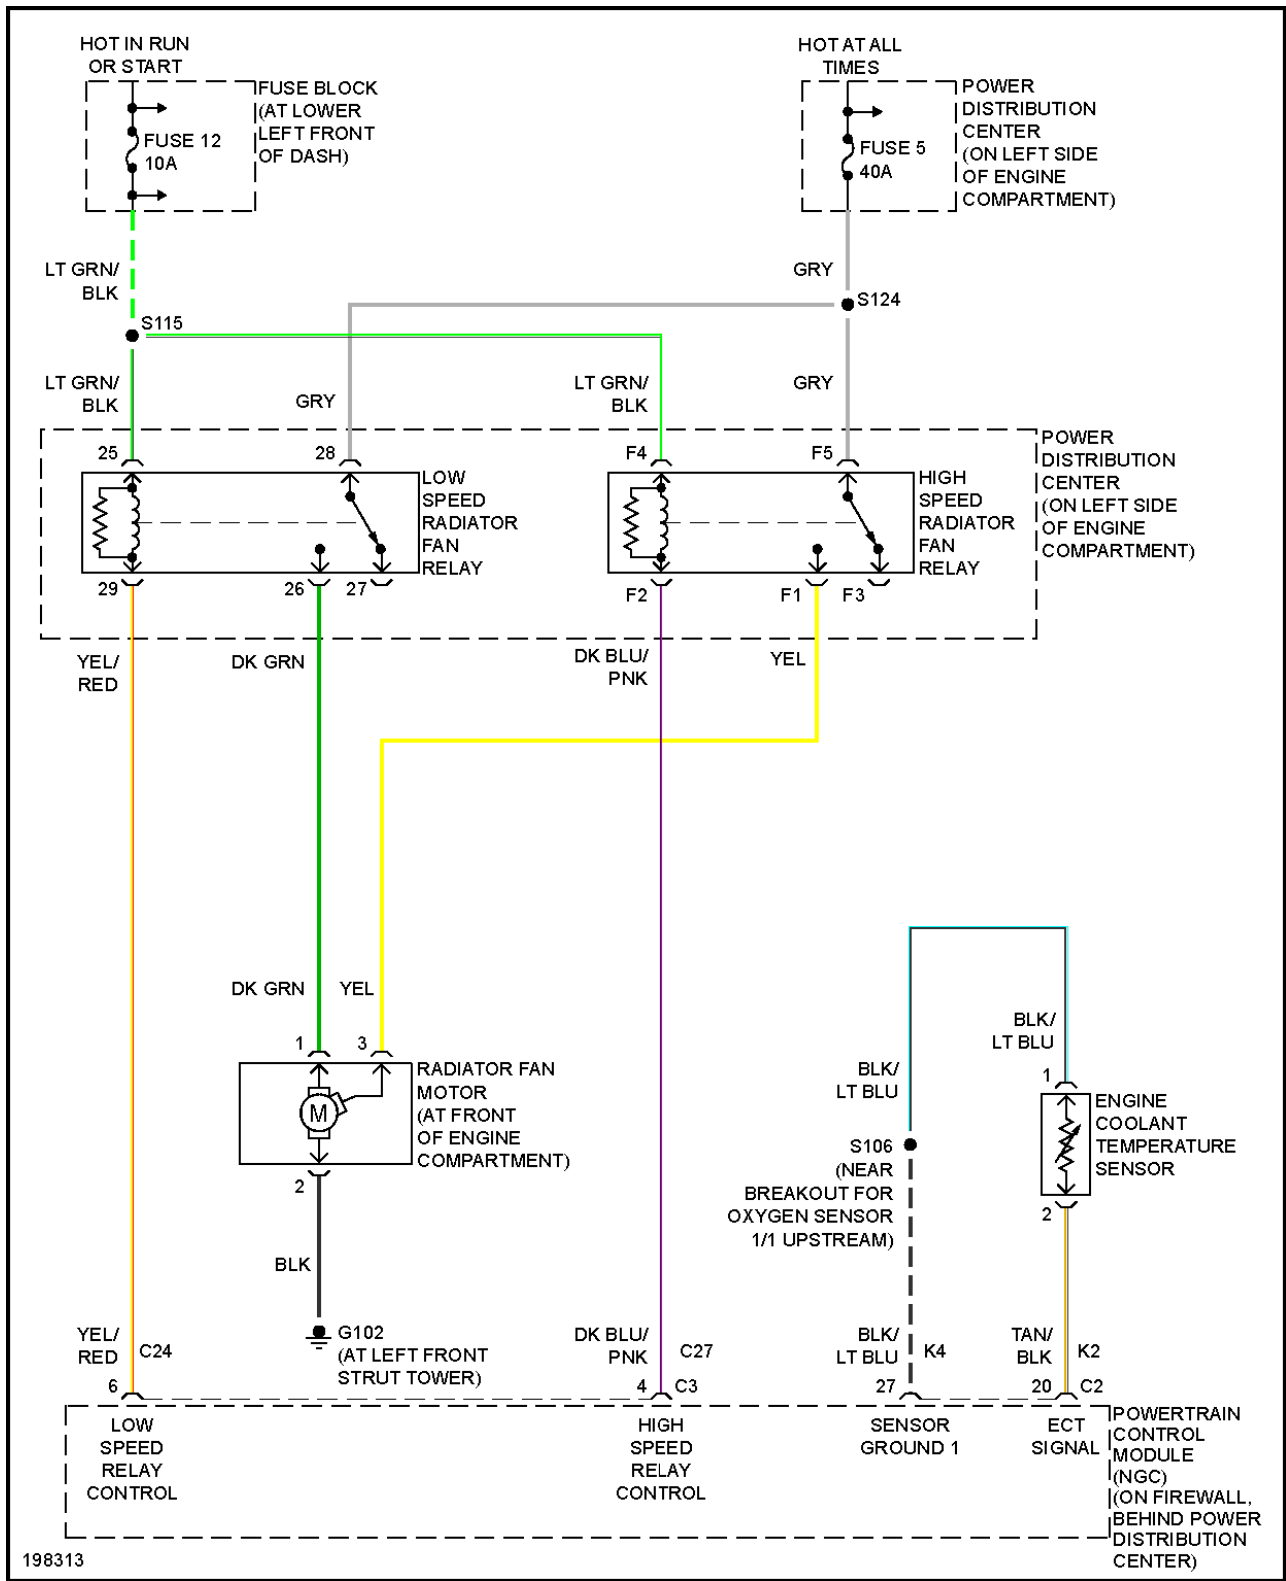 HOT IN RUN
OR START
FUSE BLOCK
(AT LOWER
LEFT FRONT
OF DASH)
FUSE 12
10A
HOT AT ALL
TIMES
POWER
DISTRIBUTION
CENTER
(ON LEFT SIDE
OF ENGINE
COMPARTMENT)
FUSE 5
40A
LT GRN/
BLK
GRY
S124
S115
LT GRN/
BLK
GRY
LT GRN/
BLK
GRY
25
28
F4
F5
POWER
DISTRIBUTION
CENTER
(ON LEFT SIDE
OF ENGINE
COMPARTMENT)
LOW
SPEED
RADIATOR
FAN
RELAY
HIGH
SPEED
RADIATOR
FAN
RELAY
29
26
27
F2
F1
F3
YEL/
RED
DK GRN
DK BLU/
PNK
YEL
DK GRN
YEL
1
3
RADIATOR FAN
MOTOR
(AT FRONT
OF ENGINE
COMPARTMENT)
M
2
BLK
G102
(AT LEFT FRONT
STRUT TOWER)
BLK/
LT BLU
BLK/
LT BLU
1
ENGINE
COOLANT
TEMPERATURE
SENSOR
2
S106
(NEAR
BREAKOUT FOR
OXYGEN SENSOR
1/1 UPSTREAM)
YEL/
RED
C24
6
DK BLU/
PNK
C27
4
C3
BLK/
LT BLU
K4
27
TAN/
BLK
K2
20
C2
LOW
SPEED
RELAY
CONTROL
HIGH
SPEED
RELAY
CONTROL
SENSOR
GROUND 1
ECT
SIGNAL
POWERTRAIN
CONTROL
MODULE
(NGC)
(ON FIREWALL,
BEHIND POWER
DISTRIBUTION
CENTER)
198313